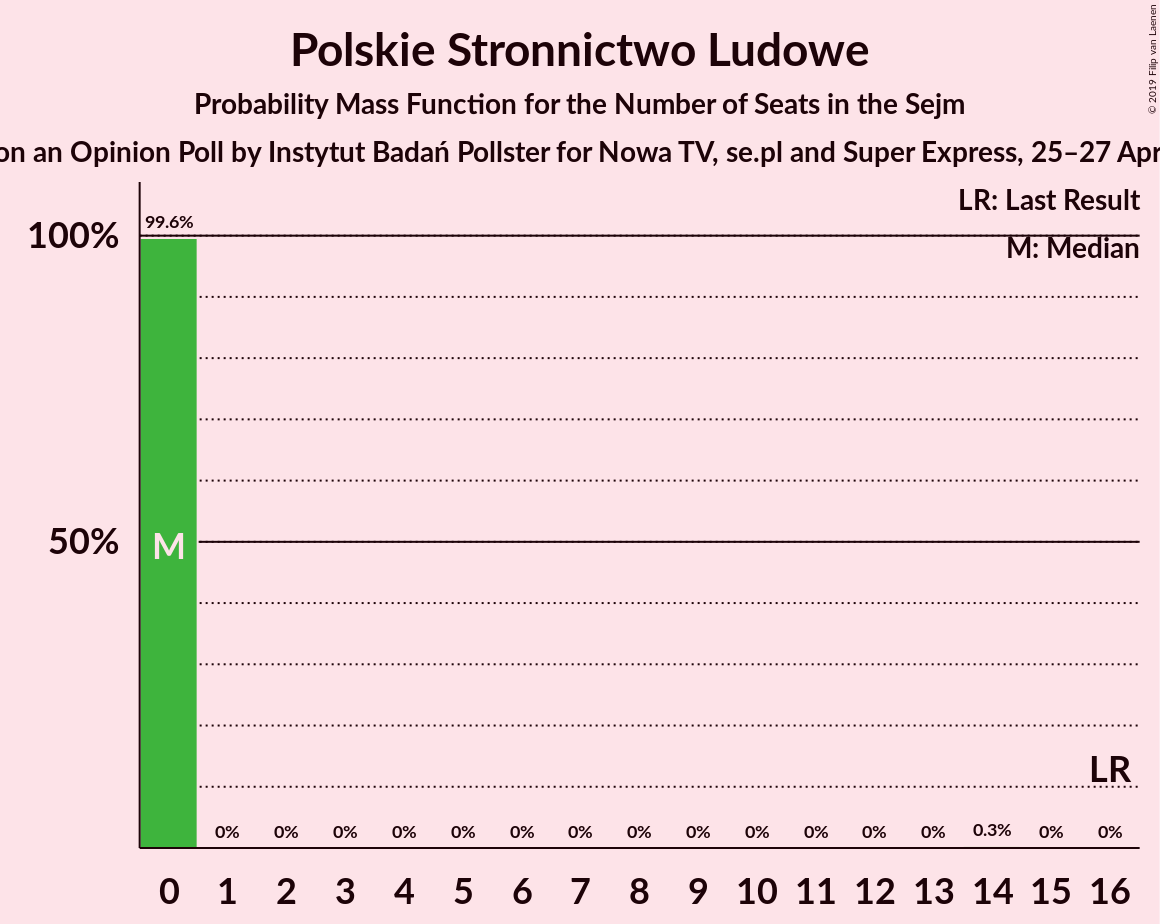 Polskie Stronnictwo Ludowe
Probability Mass Function for the Number of Seats in the Sejm
on an Opinion Poll by Instytut Badań Pollster for Nowa TV, se.pl and Super Express, 25–27 Apr
© 2019 Filip van Laenen
LR: Last Result
M: Median
100%
50%
99.6%
M
LR
0% 0% 0% 0% 0% 0% 0% 0% 0% 0% 0% 0% 0% 0.3% 0% 0%
0 1 2 3 4 5 6 7 8 9 10 11 12 13 14 15 16